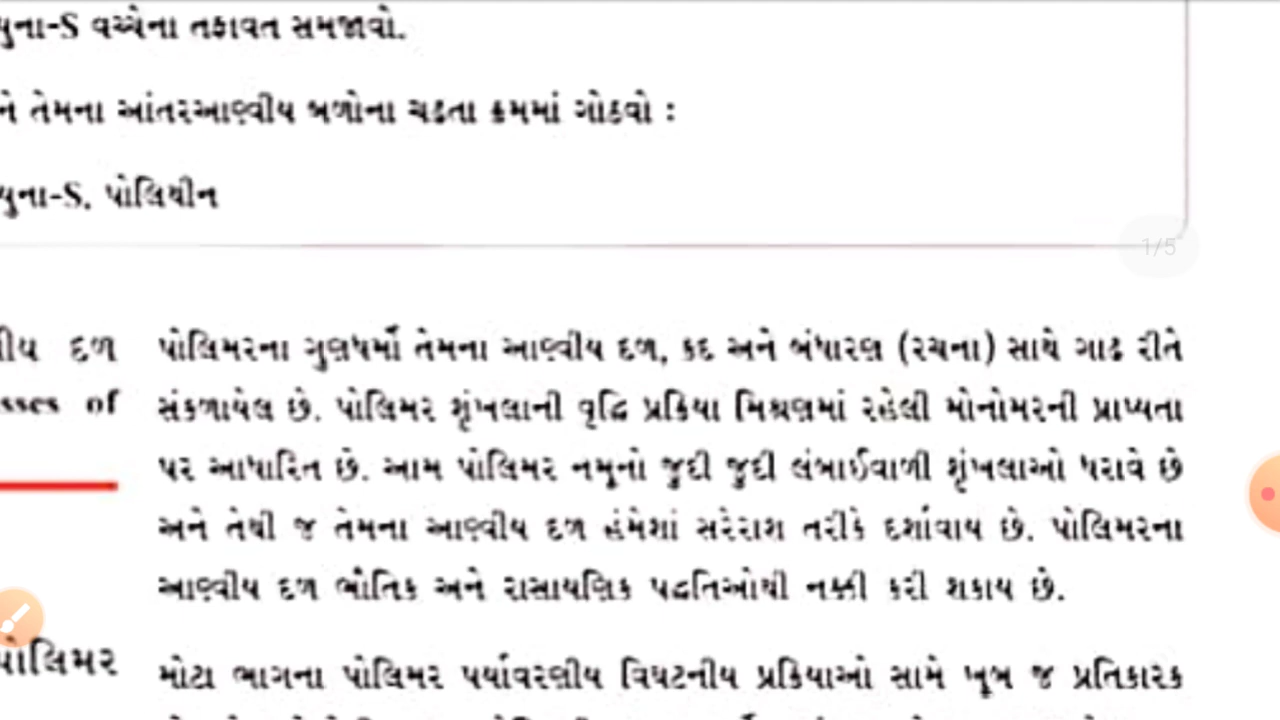 યુના-S વચ્ચેના તફાવત સમજાવો.
ને તેમના આંતરઆણ્વીય બળોના ચઢતા ક્રમમાં ગોઠવો :
યુના-S, પોલિથીન
1/5
ીય દળ
પોલિમરના ગુણધર્મો તેમના આણ્વીય દળ, કદ અને બંધારણ (રચના) સાથે ગાઢ રીતે
sses of
સંકળાયેલ છે. પોલિમર શૃંખલાની વૃદ્ધિ પ્રક્રિયા મિશ્રણમાં રહેલી મોનોમરની પ્રાપ્યતા
પર આધારિત છે. આમ પોલિમર નમૂનો જુદી જુદી લંબાઈવાળી શૃંખલાઓ ધરાવે છે
અને તેથી જ તેમના આણ્વીય દળ હંમેશાં સરેરાશ તરીકે દર્શાવાય છે. પોલિમરના
આણ્વીય દળ ભૌતિક અને રાસાયણિક પદ્ધતિઓથી નક્કી કરી શકાય છે.
પોલિમર
મોટા ભાગના પોલિમર પર્યાવરણીય વિઘટનીય પ્રક્રિયાઓ સામે ખૂબ જ પ્રતિકારક